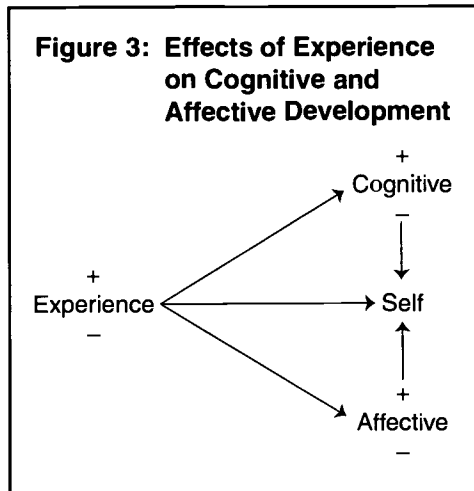 Figure 3: Effects of Experience
on Cognitive and
Affective Development
+
Cognitive
−
+
Experience
−
Self
+
Affective
−